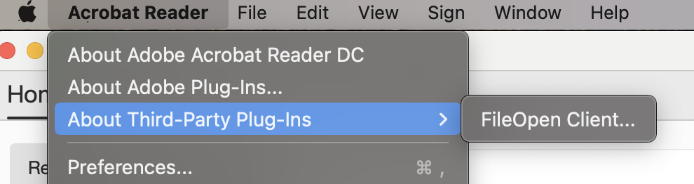 Acrobat Reader File Edit View Sign Window Help
About Adobe Acrobat Reader DC
About Adobe Plug-Ins...
Hon
About Third-Party Plug-Ins
FileOpen Client...
Re
Preferences... ⌘ ,